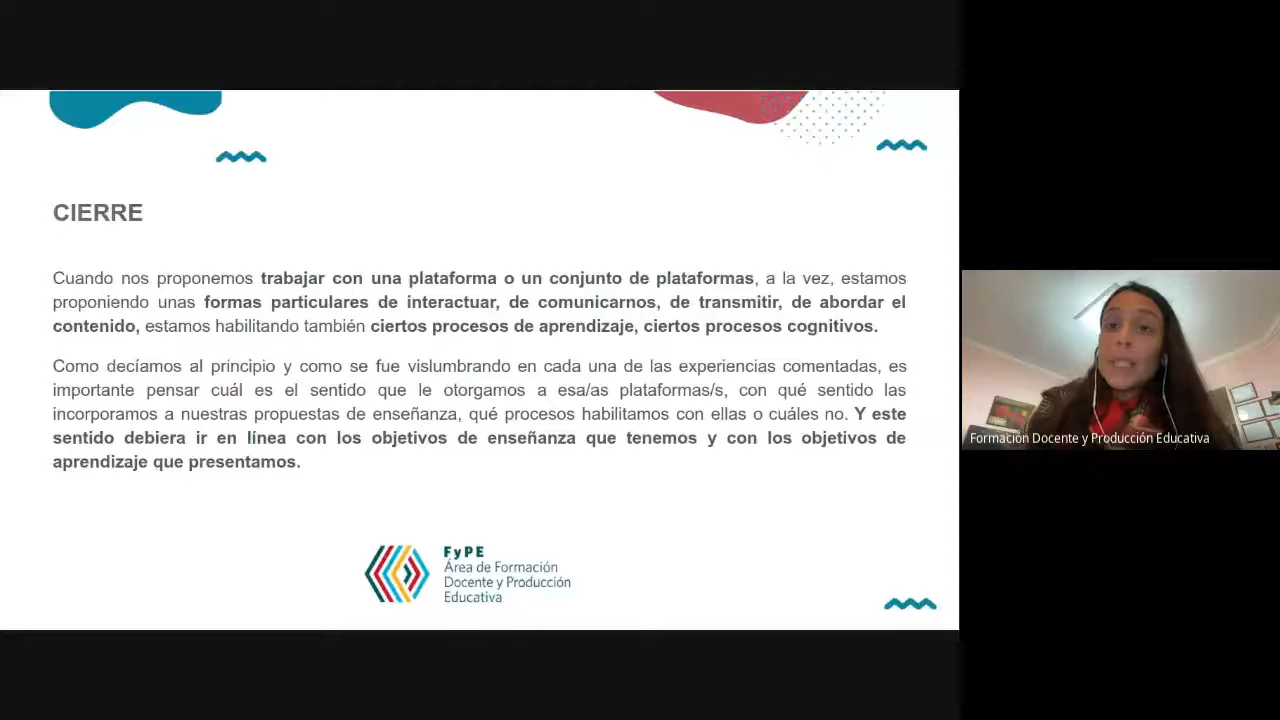 CIERRE
Cuando nos proponemos trabajar con una plataforma o un conjunto de plataformas, a la vez, estamos
proponiendo unas formas particulares de interactuar, de comunicarnos, de transmitir, de abordar el
contenido, estamos habilitando también ciertos procesos de aprendizaje, ciertos procesos cognitivos.
Como decíamos al principio y como se fue vislumbrando en cada una de las experiencias comentadas, es
importante pensar cuál es el sentido que le otorgamos a esa/as plataformas/s, con qué sentido las
incorporamos a nuestras propuestas de enseñanza, qué procesos habilitamos con ellas o cuáles no. Y este
sentido debiera ir en línea con los objetivos de enseñanza que tenemos y con los objetivos de
aprendizaje que presentamos.
FyPE
Área de Formación
Docente y Producción
Educativa
Formación Docente y Producción Educativa